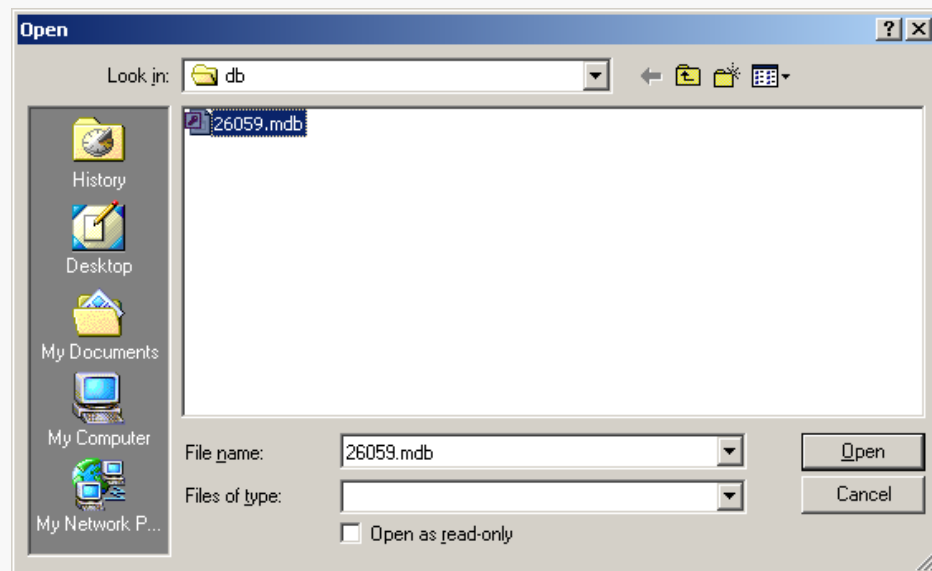 Open
Look in: db
26059.mdb
History
Desktop
My Documents
My Computer
My Network P...
File name: 26059.mdb Open
Files of type: Cancel
Open as read-only